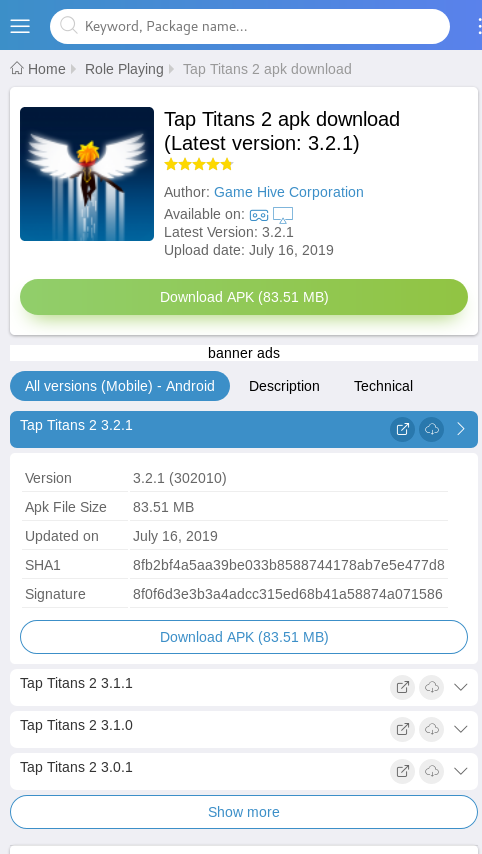 Keyword, Package name...
Home Role Playing Tap Titans 2 apk download
Tap Titans 2 apk download
(Latest version: 3.2.1)
Author: Game Hive Corporation
Available on:
Latest Version: 3.2.1
Upload date: July 16, 2019
Download APK (83.51 MB)
banner ads
All versions (Mobile) - Android Description Technical
Tap Titans 2 3.2.1
Version 3.2.1 (302010)
Apk File Size 83.51 MB
Updated on July 16, 2019
SHA1 8fb2bf4a5aa39be033b8588744178ab7e5e477d8
Signature 8f0f6d3e3b3a4adcc315ed68b41a58874a071586
Download APK (83.51 MB)
Tap Titans 2 3.1.1
Tap Titans 2 3.1.0
Tap Titans 2 3.0.1
Show more